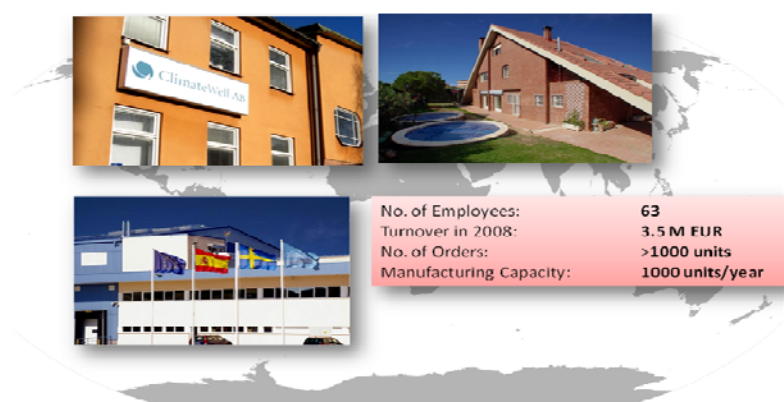 ClimateWell AB
No. of Employees: 63
Turnover in 2008: 3.5 M EUR
No. of Orders: >1000 units
Manufacturing Capacity: 1000 units/year